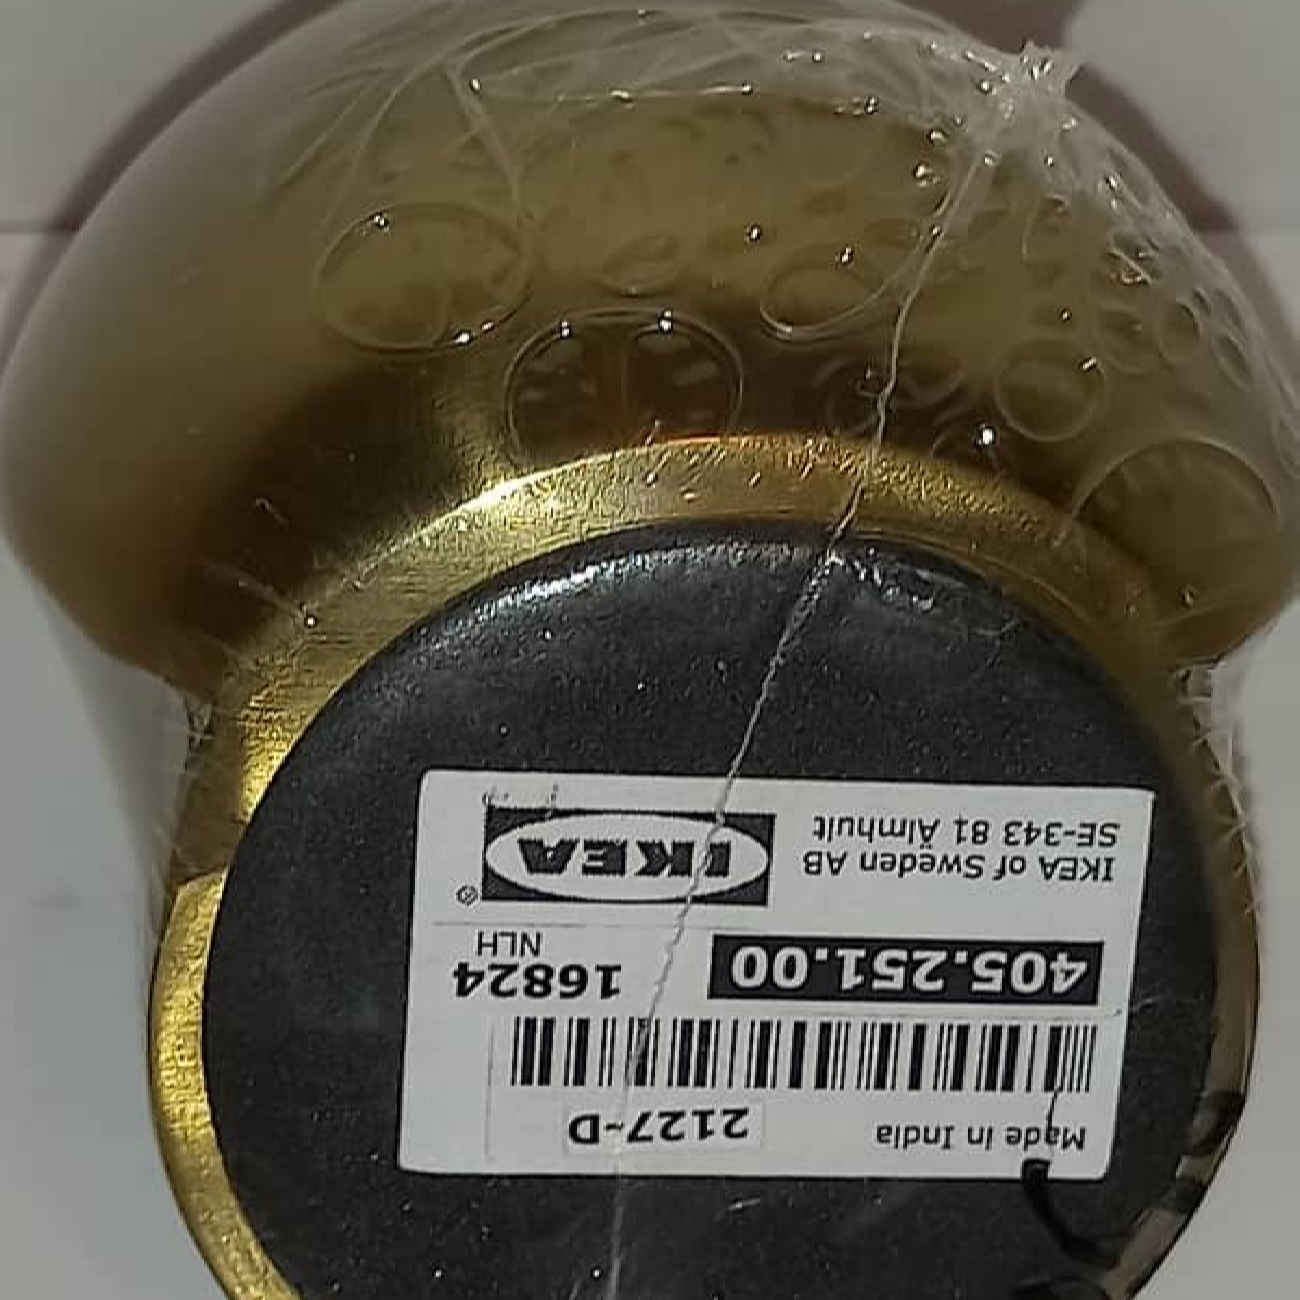 Made in India
2127-D
405.251.00
16824
NLH
IKEA®
IKEA of Sweden AB
SE-343 81 Älmhult